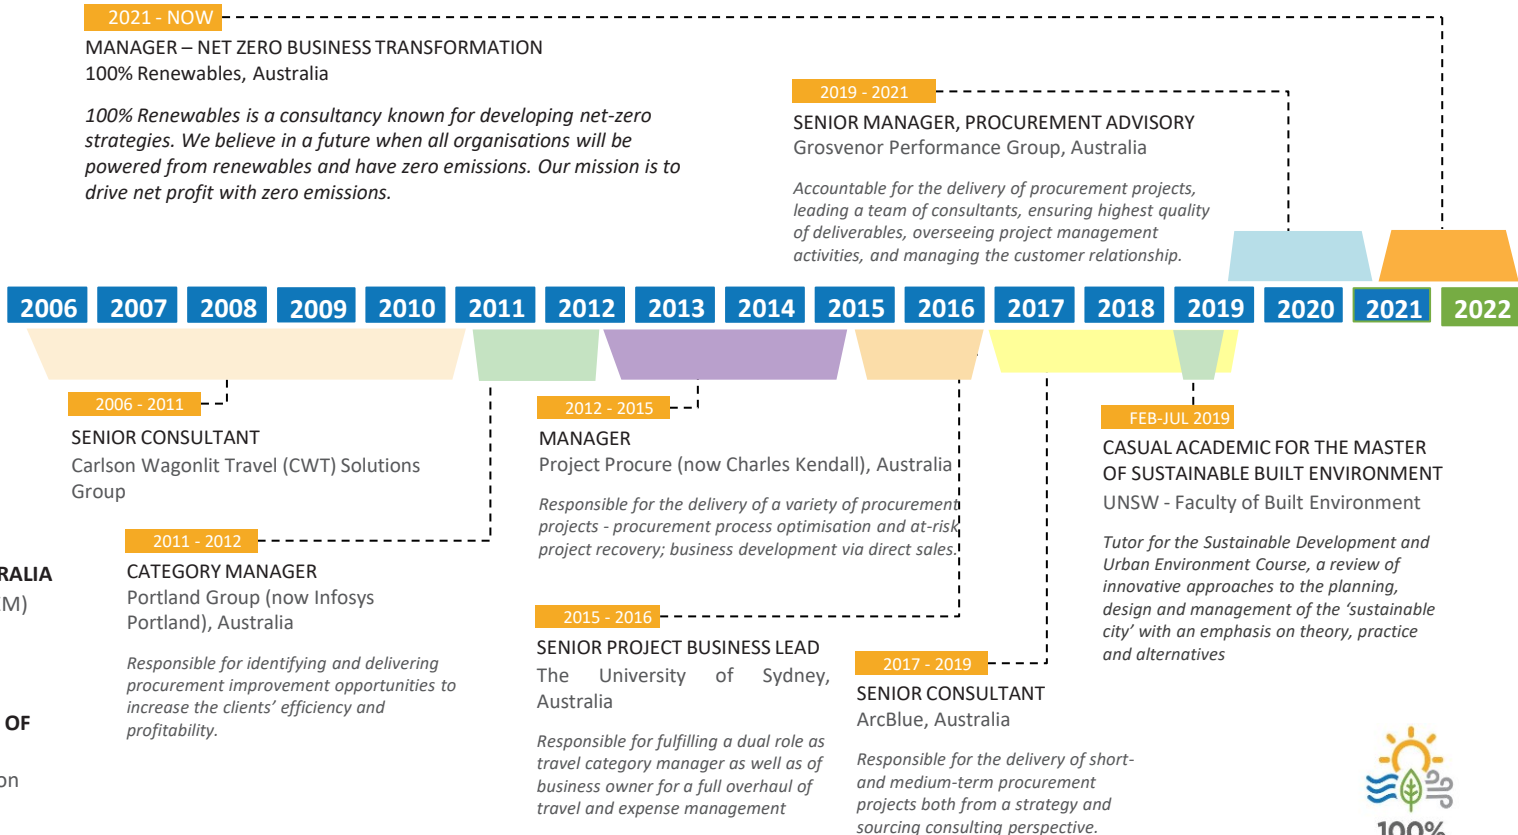 2021 - NOW
MANAGER – NET ZERO BUSINESS TRANSFORMATION
100% Renewables, Australia
100% Renewables is a consultancy known for developing net-zero
strategies. We believe in a future when all organisations will be
powered from renewables and have zero emissions. Our mission is to
drive net profit with zero emissions.
2019 - 2021
SENIOR MANAGER, PROCUREMENT ADVISORY
Grosvenor Performance Group, Australia
Accountable for the delivery of procurement projects,
leading a team of consultants, ensuring highest quality
of deliverables, overseeing project management
activities, and managing the customer relationship.
2006 2007 2008 2009 2010 2011 2012 2013 2014 2015 2016 2017 2018 2019 2020 2021 2022
2006 - 2011
SENIOR CONSULTANT
Carlson Wagonlit Travel (CWT) Solutions
Group
2011 - 2012
CATEGORY MANAGER
Portland Group (now Infosys
Portland), Australia
Responsible for identifying and delivering
procurement improvement opportunities to
increase the clients’ efficiency and
profitability.
RALIA
EM)
OF
on
2012 - 2015
MANAGER
Project Procure (now Charles Kendall), Australia
Responsible for the delivery of a variety of procurement
projects - procurement process optimisation and at-risk
project recovery; business development via direct sales.
2015 - 2016
SENIOR PROJECT BUSINESS LEAD
The University of Sydney,
Australia
Responsible for fulfilling a dual role as
travel category manager as well as of
business owner for a full overhaul of
travel and expense management
2017 - 2019
SENIOR CONSULTANT
ArcBlue, Australia
Responsible for the delivery of short-
and medium-term procurement
projects both from a strategy and
sourcing consulting perspective.
FEB-JUL 2019
CASUAL ACADEMIC FOR THE MASTER
OF SUSTAINABLE BUILT ENVIRONMENT
UNSW - Faculty of Built Environment
Tutor for the Sustainable Development and
Urban Environment Course, a review of
innovative approaches to the planning,
design and management of the ‘sustainable
city’ with an emphasis on theory, practice
and alternatives
100%